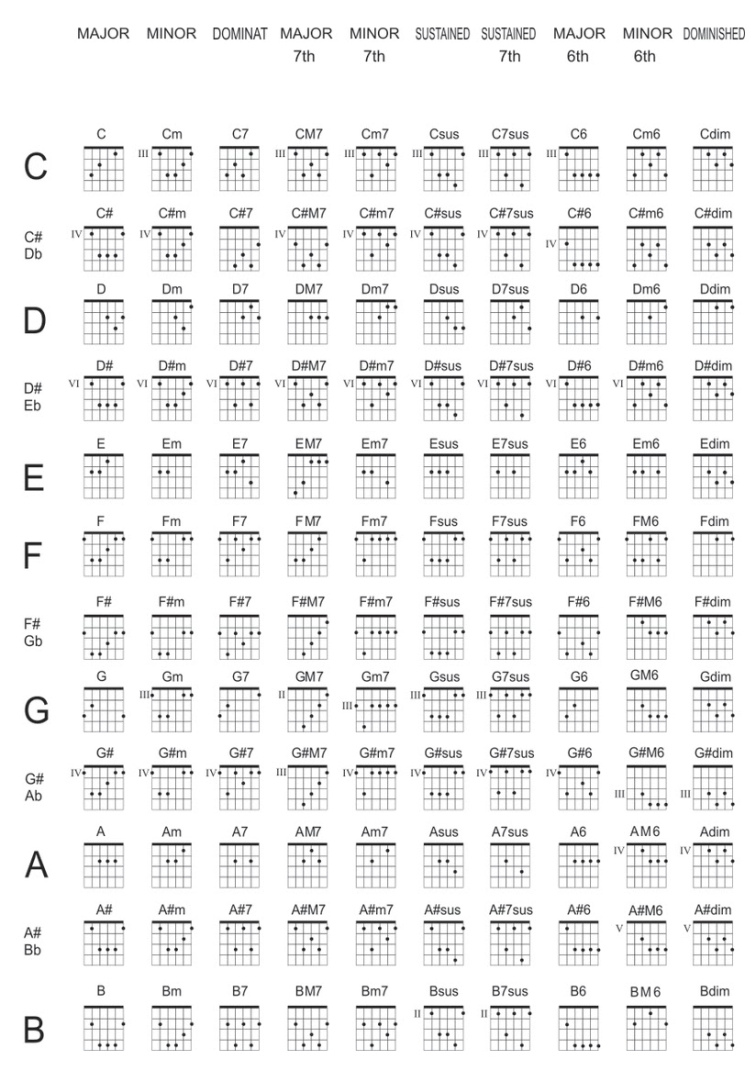 MAJOR MINOR DOMINAT MAJOR MINOR SUSTAINED SUSTAINED MAJOR MINOR DOMINISHED
7th 7th 7th 6th 6th
C Cm C7 CM7 Cm7 Csus C7sus C6 Cm6 Cdim
C III III III III III III
C# C#m C#7 C#M7 C#m7 C#sus C#7sus C#6 C#m6 C#dim
C# IV IV IV IV IV IV IV
Db
D Dm D7 DM7 Dm7 Dsus D7sus D6 Dm6 Ddim
D
D# D#m D#7 D#M7 D#m7 D#sus D#7sus D#6 D#m6 D#dim
D# VI VI VI VI VI VI VI VI VI
Eb
E Em E7 EM7 Em7 Esus E7sus E6 Em6 Edim
E
F Fm F7 FM7 Fm7 Fsus F7sus F6 FM6 Fdim
F
F# F#m F#7 F#M7 F#m7 F#sus F#7sus F#6 F#M6 F#dim
F#
Gb
G Gm G7 GM7 Gm7 Gsus G7sus G6 GM6 Gdim
G III II III III III
G# G#m G#7 G#M7 G#m7 G#sus G#7sus G#6 G#M6 G#dim
G# IV IV IV III IV IV IV IV III III
Ab
A Am A7 AM7 Am7 Asus A7sus A6 AM6 Adim
A IV IV
A# A#m A#7 A#M7 A#m7 A#sus A#7sus A#6 A#M6 A#dim
A# V V
Bb
B Bm B7 BM7 Bm7 Bsus B7sus B6 BM6 Bdim
B II II